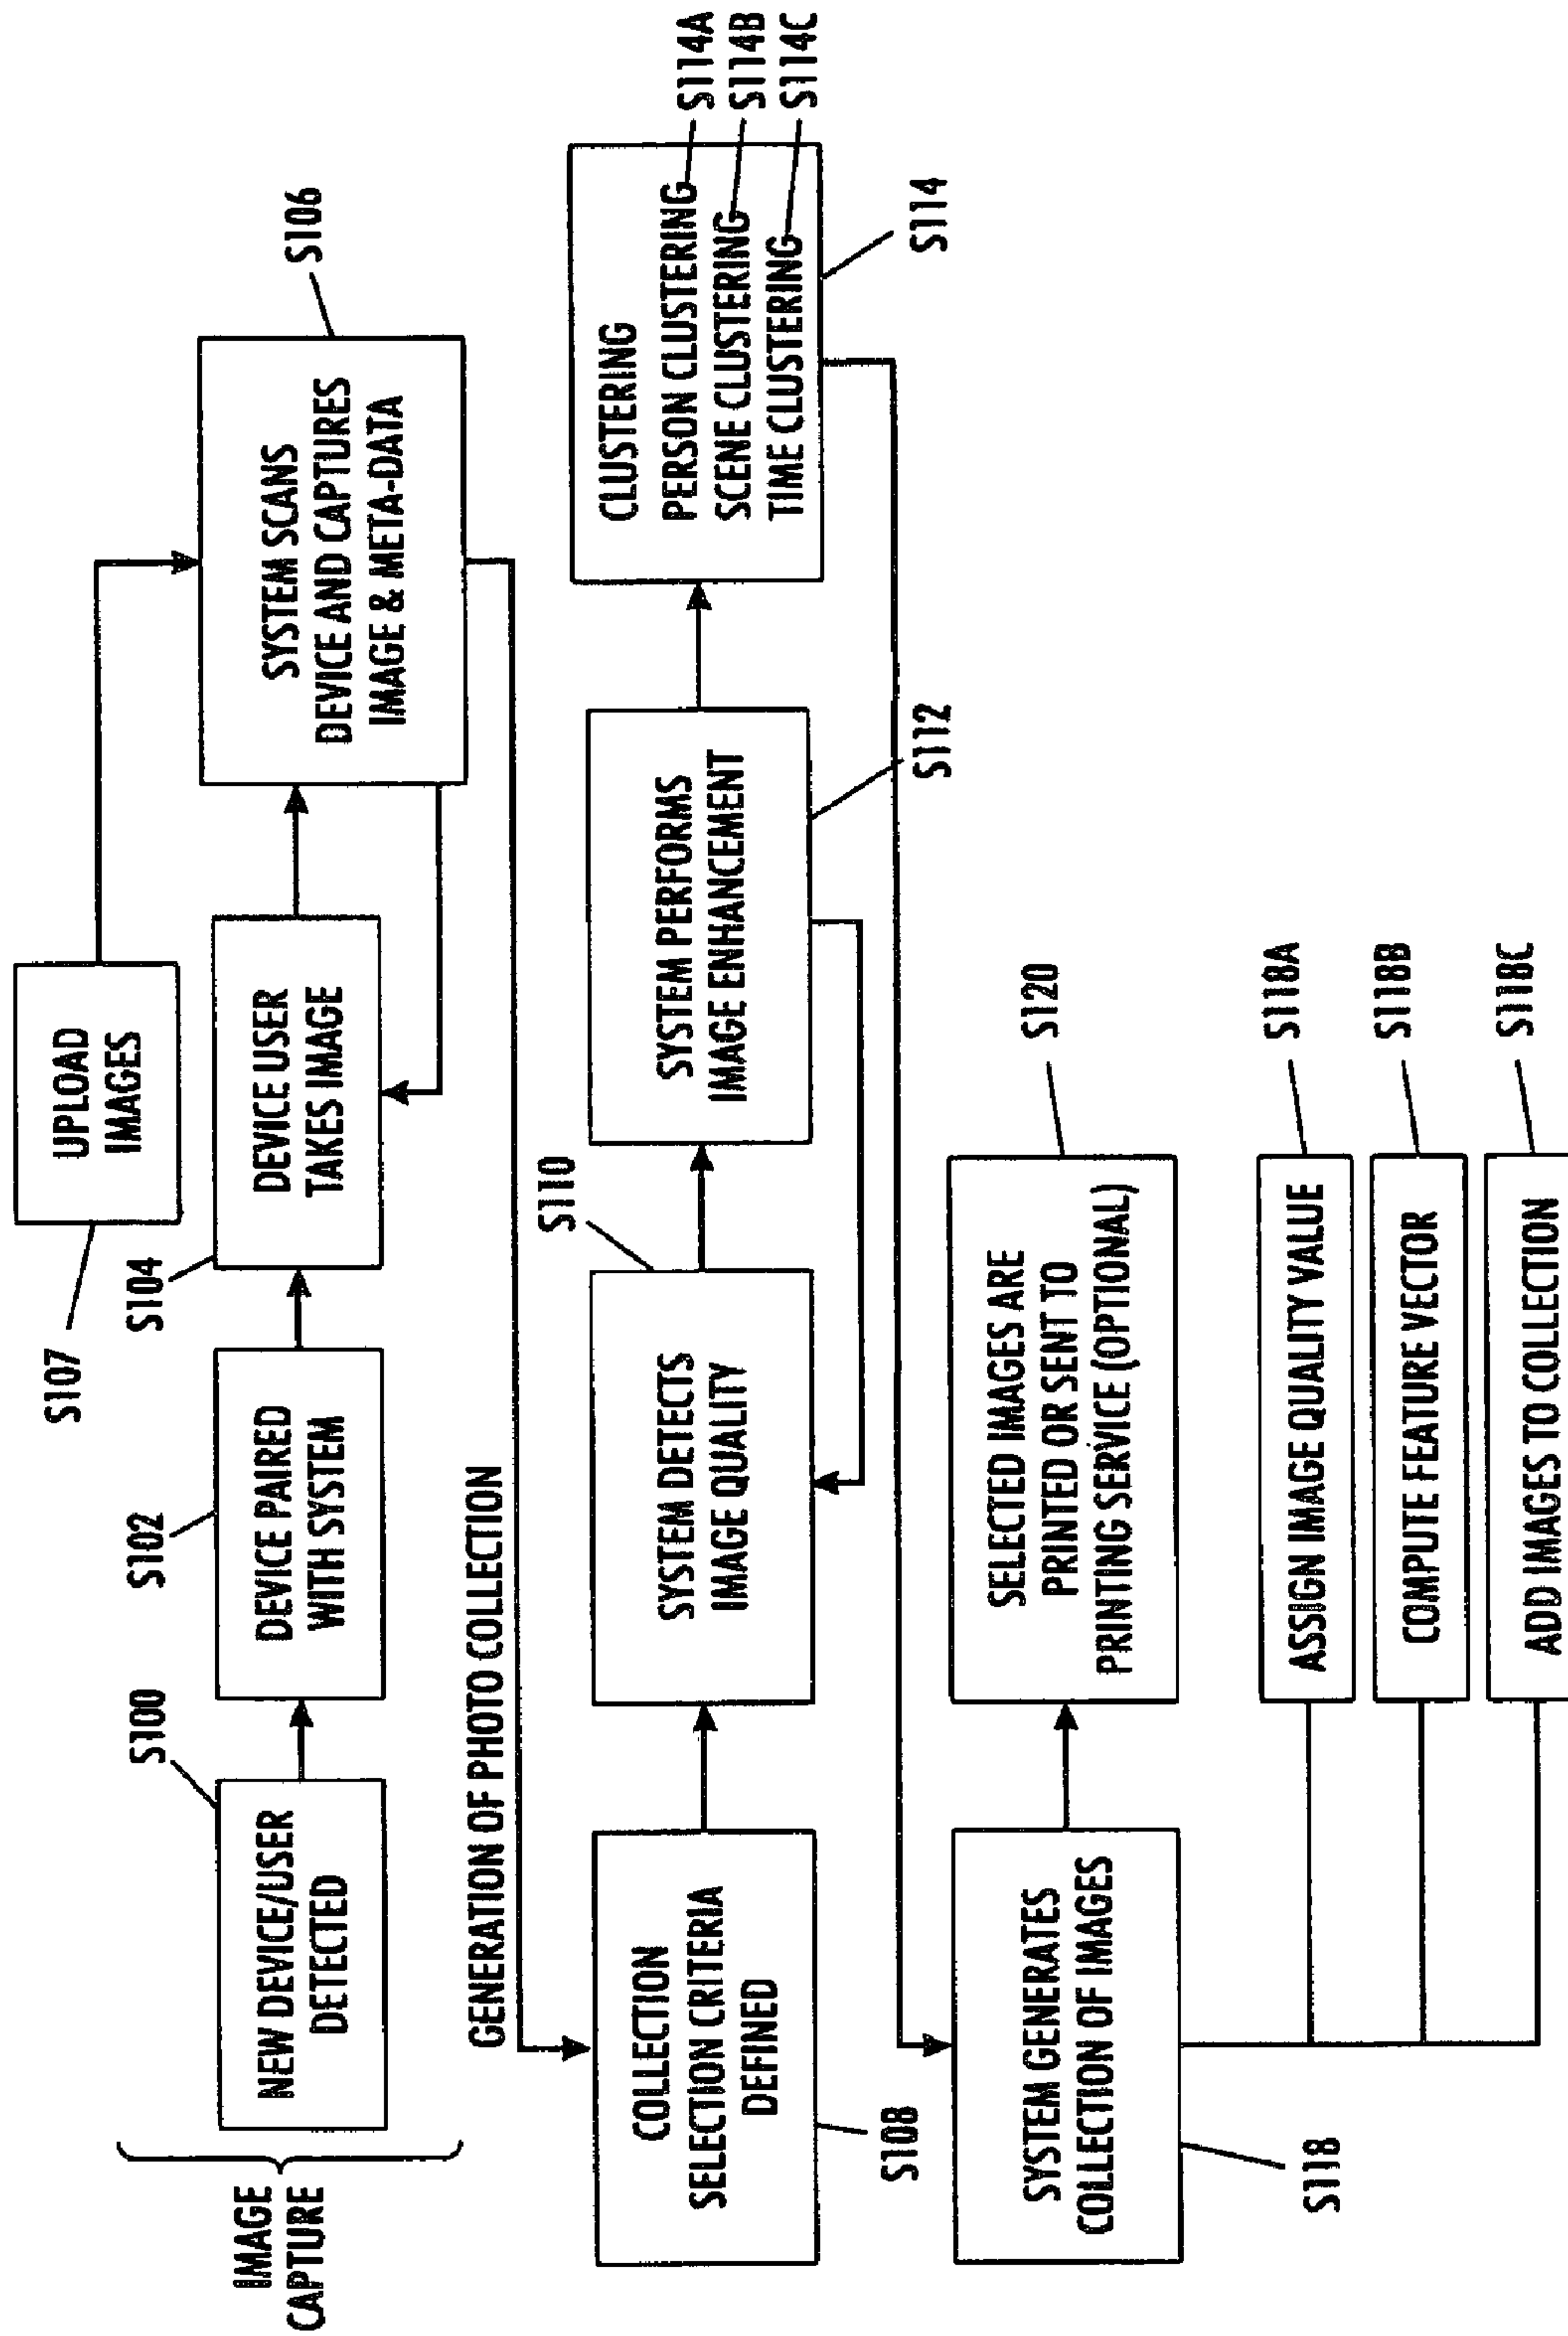 IMAGE
CAPTURE
S100
NEW DEVICE/USER
DETECTED
S102
DEVICE PAIRED
WITH SYSTEM
S107
UPLOAD
IMAGES
S104
DEVICE USER
TAKES IMAGE
S106
SYSTEM SCANS
DEVICE AND CAPTURES
IMAGE & META-DATA
GENERATION OF PHOTO COLLECTION
COLLECTION
SELECTION CRITERIA
DEFINED
S108
S110
SYSTEM DETECTS
IMAGE QUALITY
SYSTEM PERFORMS
IMAGE ENHANCEMENT
S112
CLUSTERING
PERSON CLUSTERING
S114A
SCENE CLUSTERING
S114B
TIME CLUSTERING
S114C
S114
SYSTEM GENERATES
COLLECTION OF IMAGES
S118
SELECTED IMAGES ARE
PRINTED OR SENT TO
PRINTING SERVICE (OPTIONAL)
S120
ASSIGN IMAGE QUALITY VALUE
S118A
COMPUTE FEATURE VECTOR
S118B
ADD IMAGES TO COLLECTION
S118C